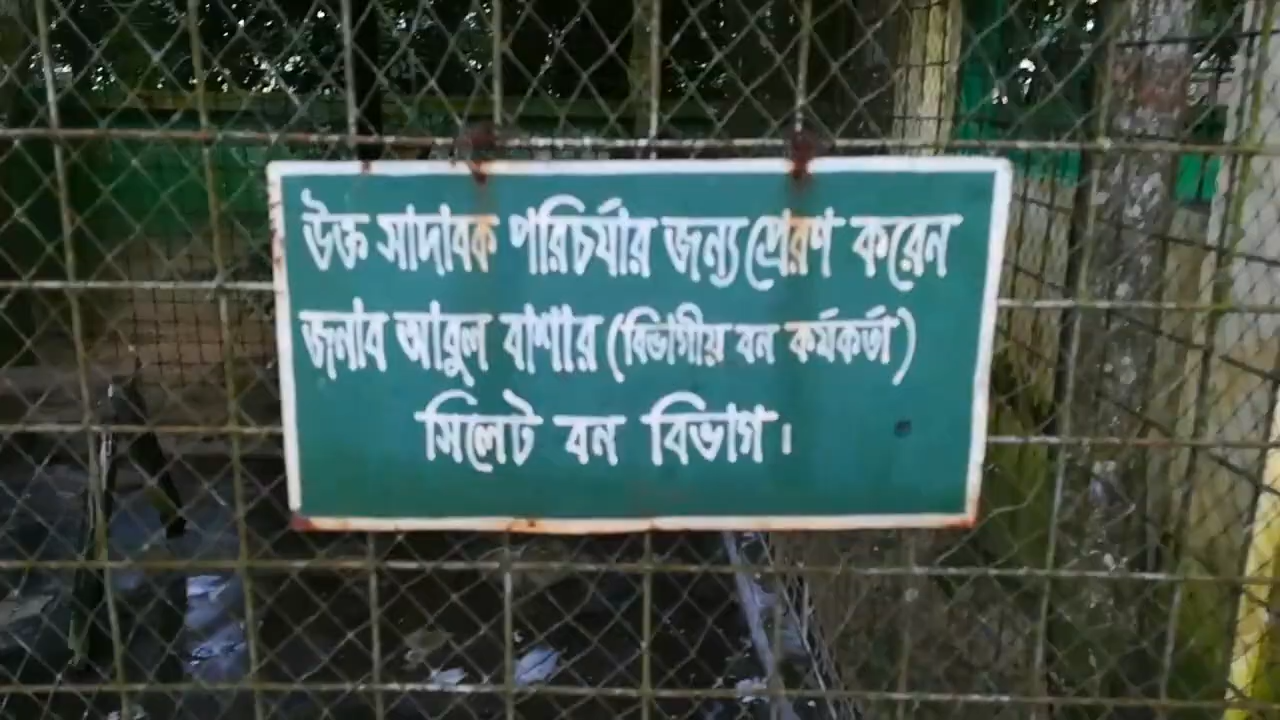 উক্ত সাদাবক পরিচর্যার জন্য প্রেরণ করেন
জনাব আবুল বাশার (বিভাগীয় বন কর্মকর্তা)
সিলেট বন বিভাগ।